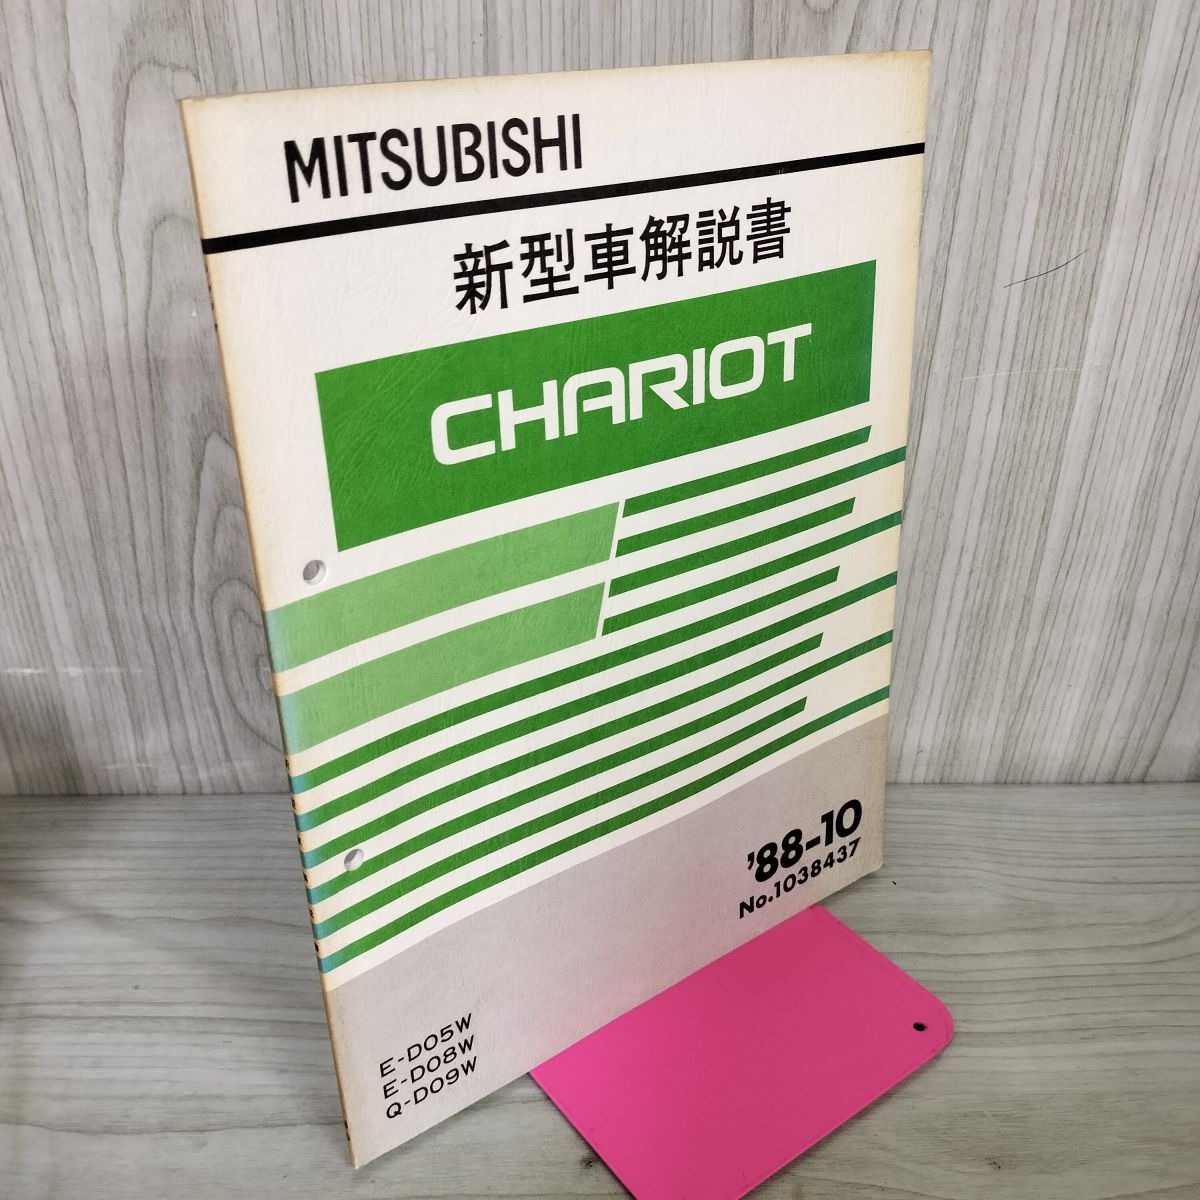 MITSUBISHI
新型車解説書
CHARIOT
'88-10
No.1038437
E-D05W
E-D08W
Q-D09W